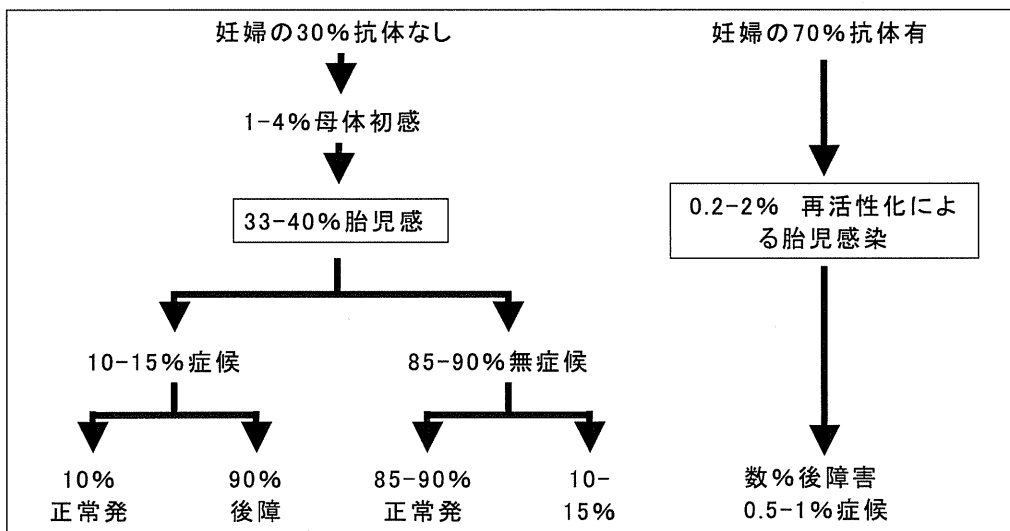 妊婦の30%抗体なし
妊婦の70%抗体有
1-4%母体初感
33-40%胎児感
0.2-2% 再活性化によ
る胎児感染
10-15%症候
85-90%無症候
10%
正常発
90%
後障
85-90%
正常発
10-
15%
数%後障害
0.5-1%症候